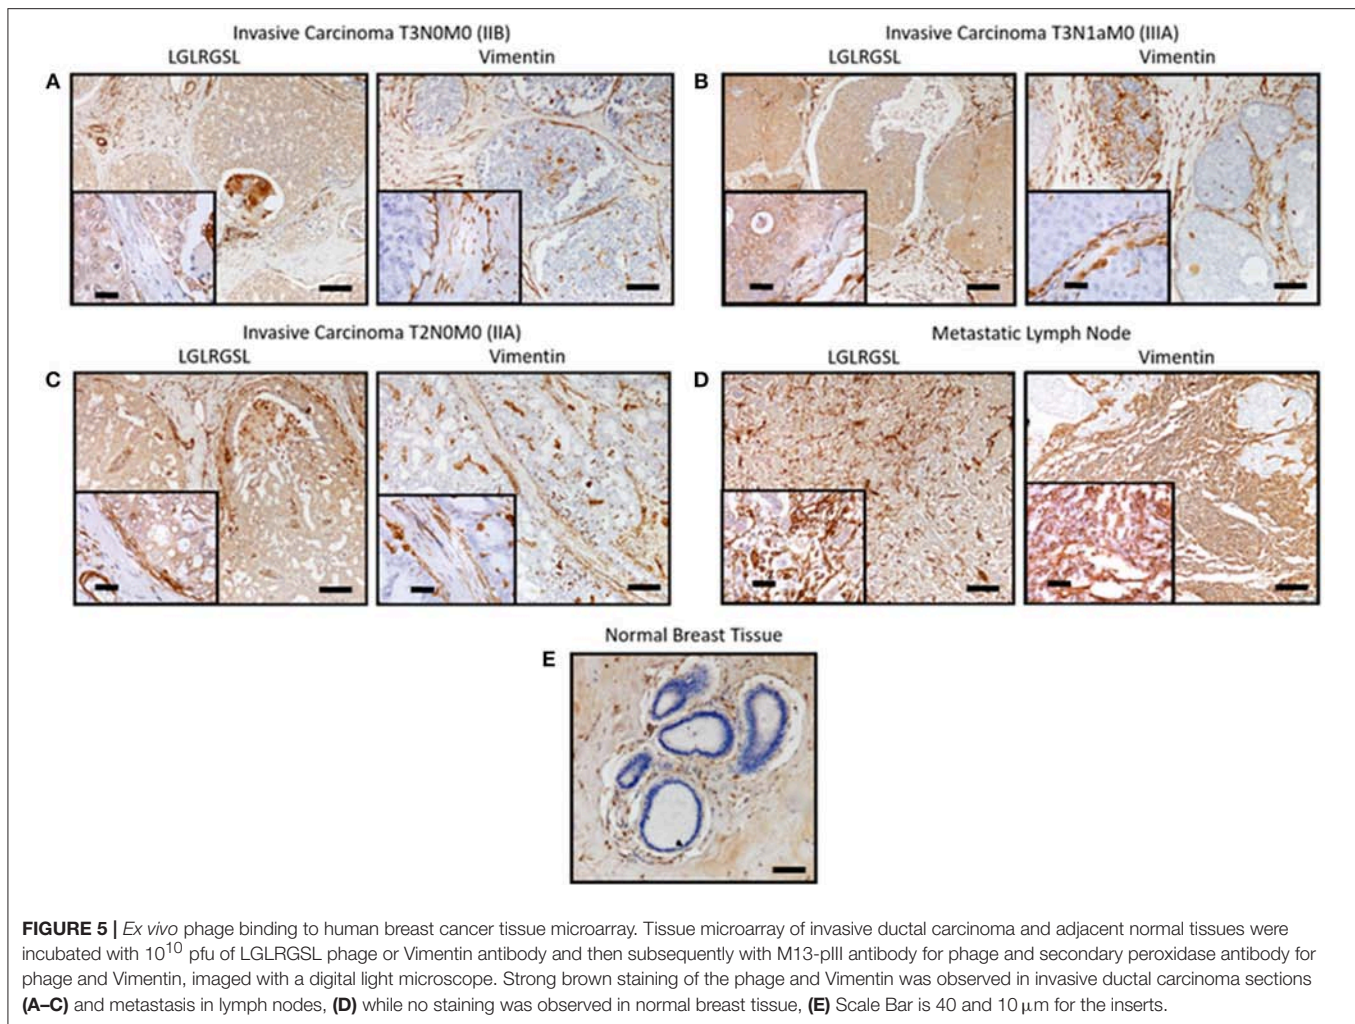 Invasive Carcinoma T3N0M0 (IIB)
LGLRGSL Vimentin
A
Invasive Carcinoma T3N1aM0 (IIIA)
LGLRGSL Vimentin
B
Invasive Carcinoma T2N0M0 (IIA)
LGLRGSL Vimentin
C
Metastatic Lymph Node
LGLRGSL Vimentin
D
Normal Breast Tissue
E
FIGURE 5 | Ex vivo phage binding to human breast cancer tissue microarray. Tissue microarray of invasive ductal carcinoma and adjacent normal tissues were
incubated with 10^10 pfu of LGLRGSL phage or Vimentin antibody and then subsequently with M13-pIII antibody for phage and secondary peroxidase antibody for
phage and Vimentin, imaged with a digital light microscope. Strong brown staining of the phage and Vimentin was observed in invasive ductal carcinoma sections
(A–C) and metastasis in lymph nodes, (D) while no staining was observed in normal breast tissue, (E) Scale Bar is 40 and 10 μm for the inserts.